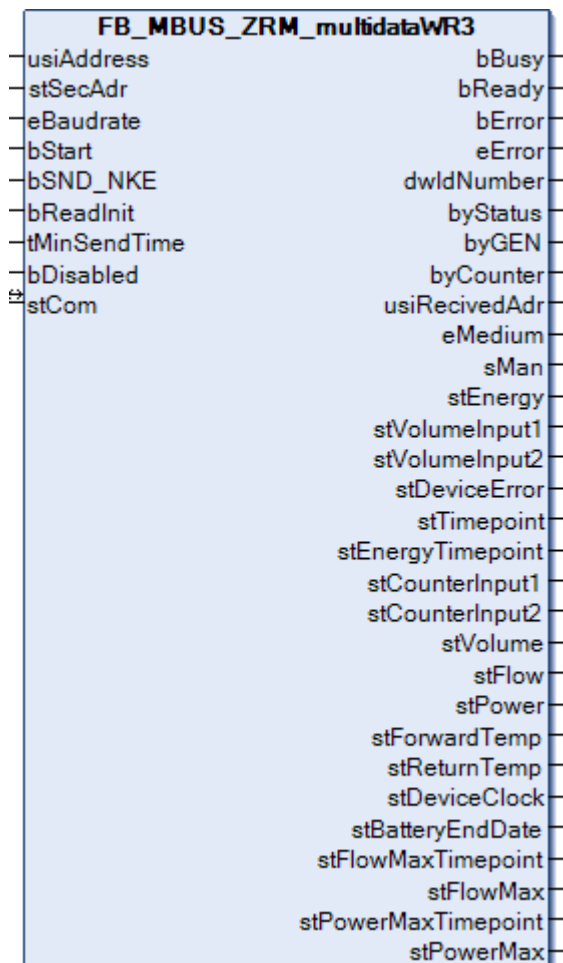 FB_MBUS_ZRM_multidataWR3
usiAddress bBusy
stSecAdr bReady
eBaudrate bError
bStart eError
bSND_NKE dwIdNumber
bReadInit byStatus
tMinSendTime byGEN
bDisabled byCounter
stCom usiRecivedAdr
eMedium
sMan
stEnergy
stVolumeInput1
stVolumeInput2
stDeviceError
stTimepoint
stEnergyTimepoint
stCounterInput1
stCounterInput2
stVolume
stFlow
stPower
stForwardTemp
stReturnTemp
stDeviceClock
stBatteryEndDate
stFlowMaxTimepoint
stFlowMax
stPowerMaxTimepoint
stPowerMax